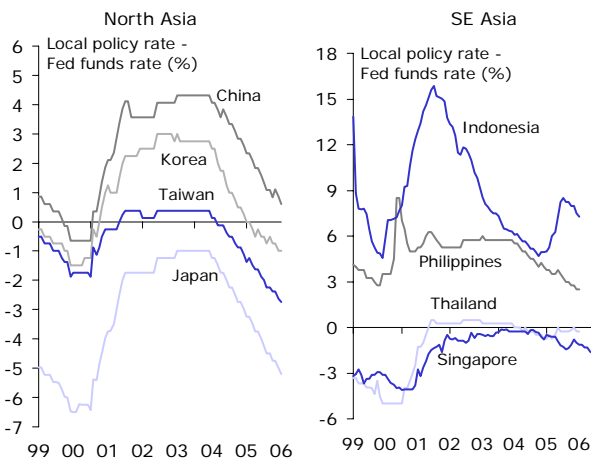 North Asia
Local policy rate -
Fed funds rate (%)
6
5
4
3
2
1
0
-1
-2
-3
-4
-5
-6
-7
China
Korea
Taiwan
Japan
99 00 01 02 03 04 05 06
SE Asia
Local policy rate -
Fed funds rate (%)
18
15
12
9
6
3
0
-3
-6
Indonesia
Philippines
Thailand
Singapore
99 00 01 02 03 04 05 06